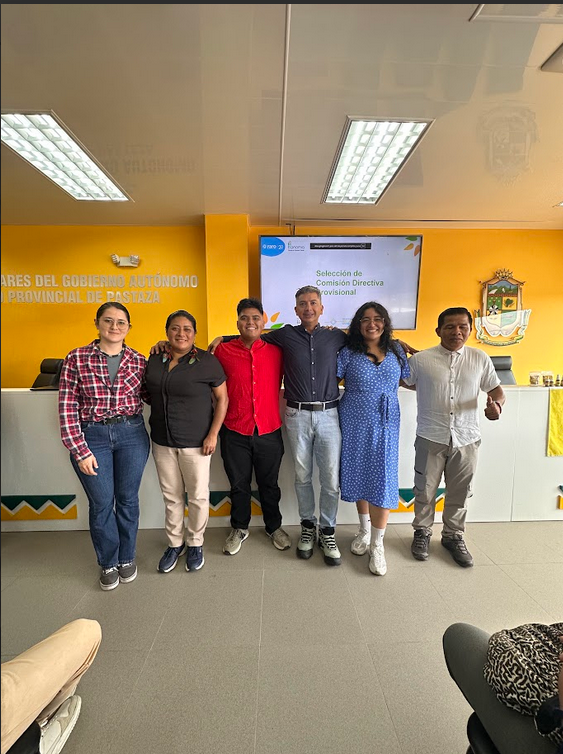 ARES DEL GOBIERNO AUTÓNOMO
PROVINCIAL DE PASTAZA
Selección de
Comisión Directiva
Provisional